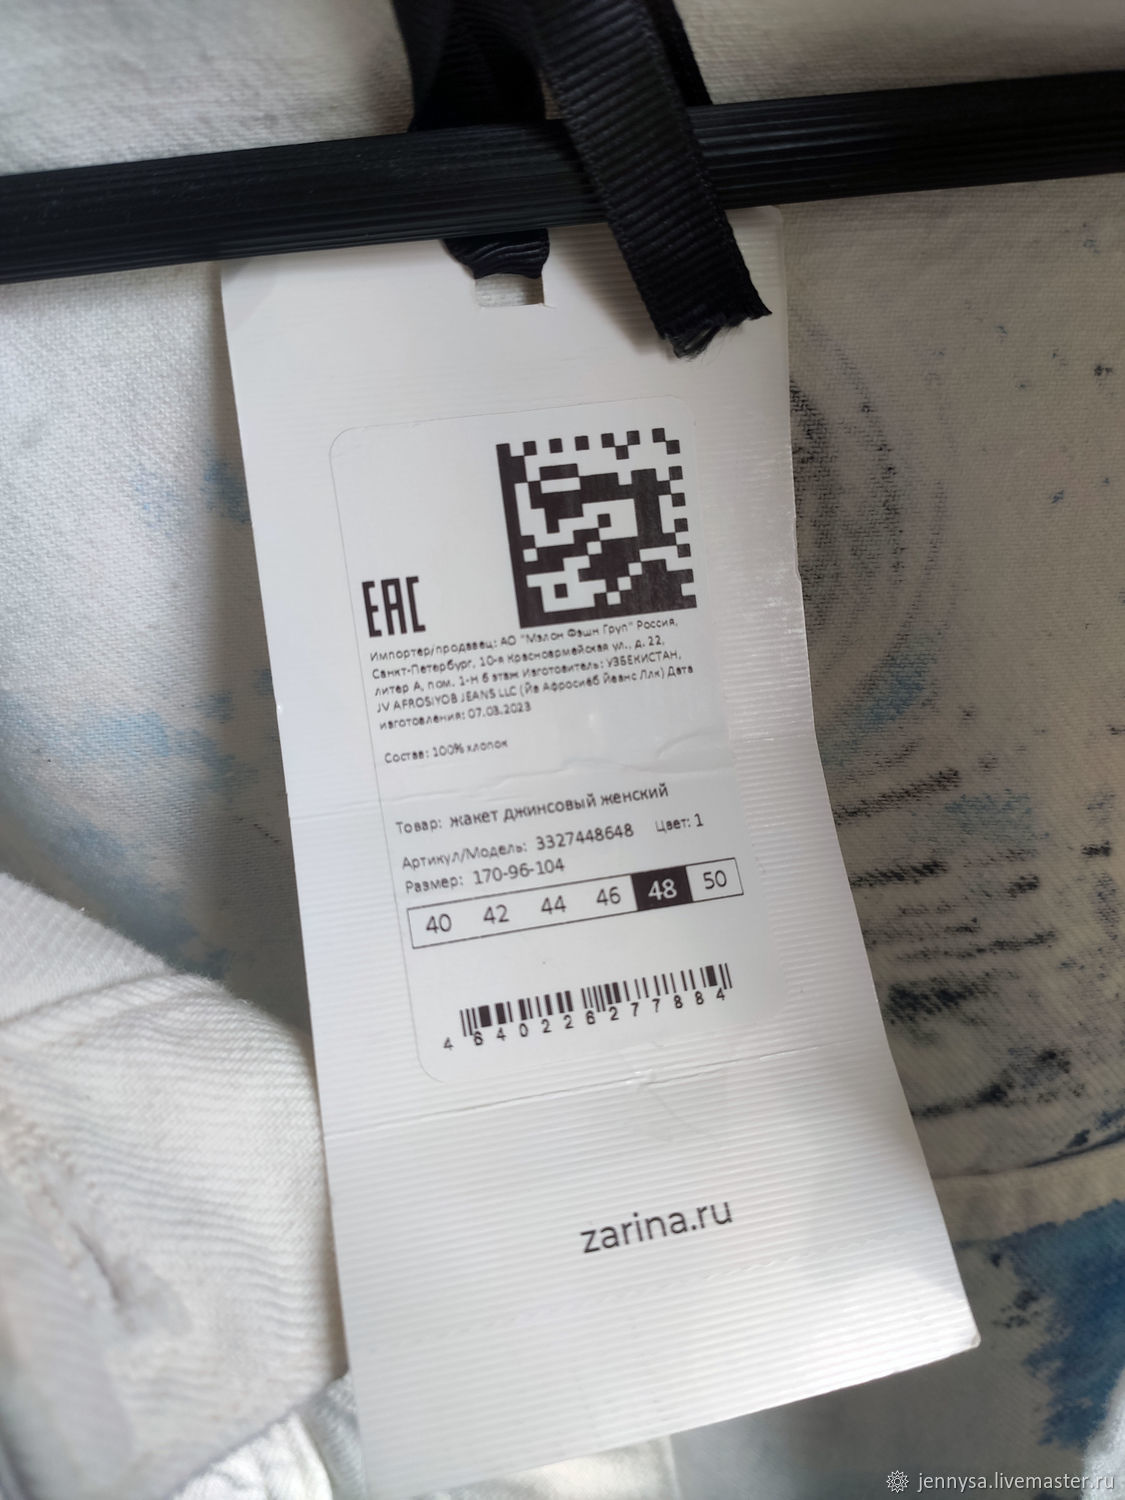 EAC
Импортер/продавец: АО "Мэлон Фэшн Груп" Россия,
Санкт-Петербург, 10-я Красноармейская ул., д. 22,
литер А, пом. 1-Н 6 этаж Изготовитель: УЗБЕКИСТАН,
JV AFROSIYOB JEANS LLC (Йв Афросиёб Йеанс Ллк) Дата
изготовления: 07.03.2023
Состав: 100% хлопок
Товар: жакет джинсовый женский
Артикул/Модель: 3327448648 Цвет: 1
Размер: 170-96-104
40 42 44 46 48 50
4640226277884
zarina.ru
jennysa.livemaster.ru